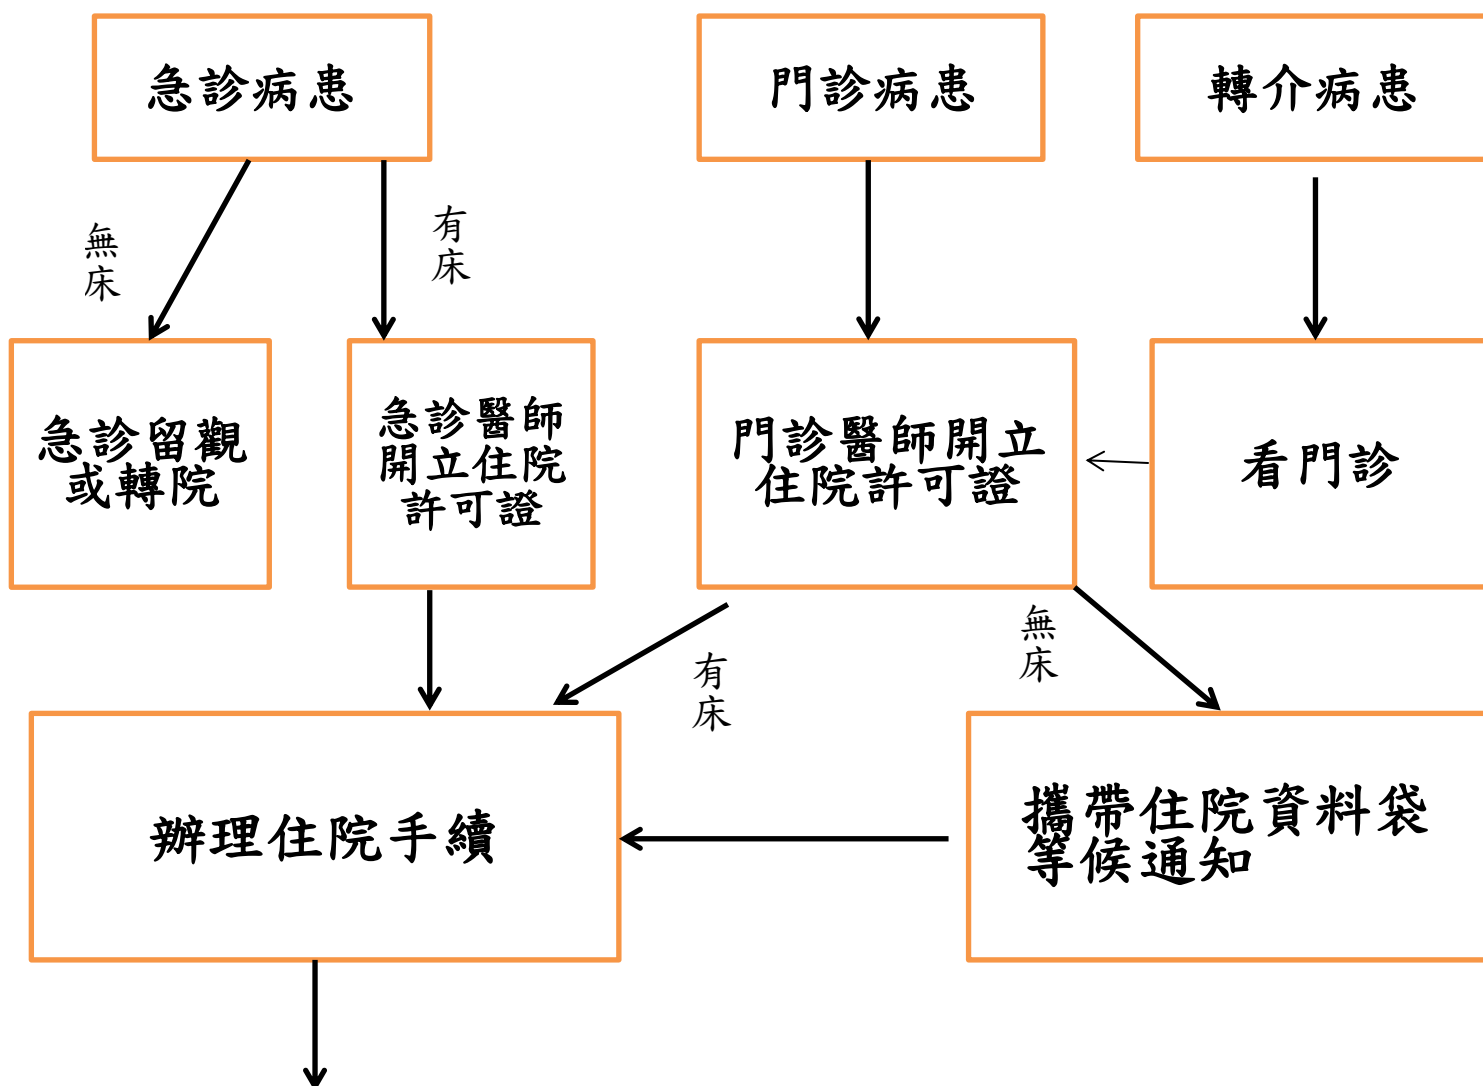 急診病患
門診病患
轉介病患
無床
有床
急診留觀
或轉院
急診醫師
開立住院
許可證
門診醫師開立
住院許可證
看門診
有床
無床
辦理住院手續
攜帶住院資料袋
等候通知